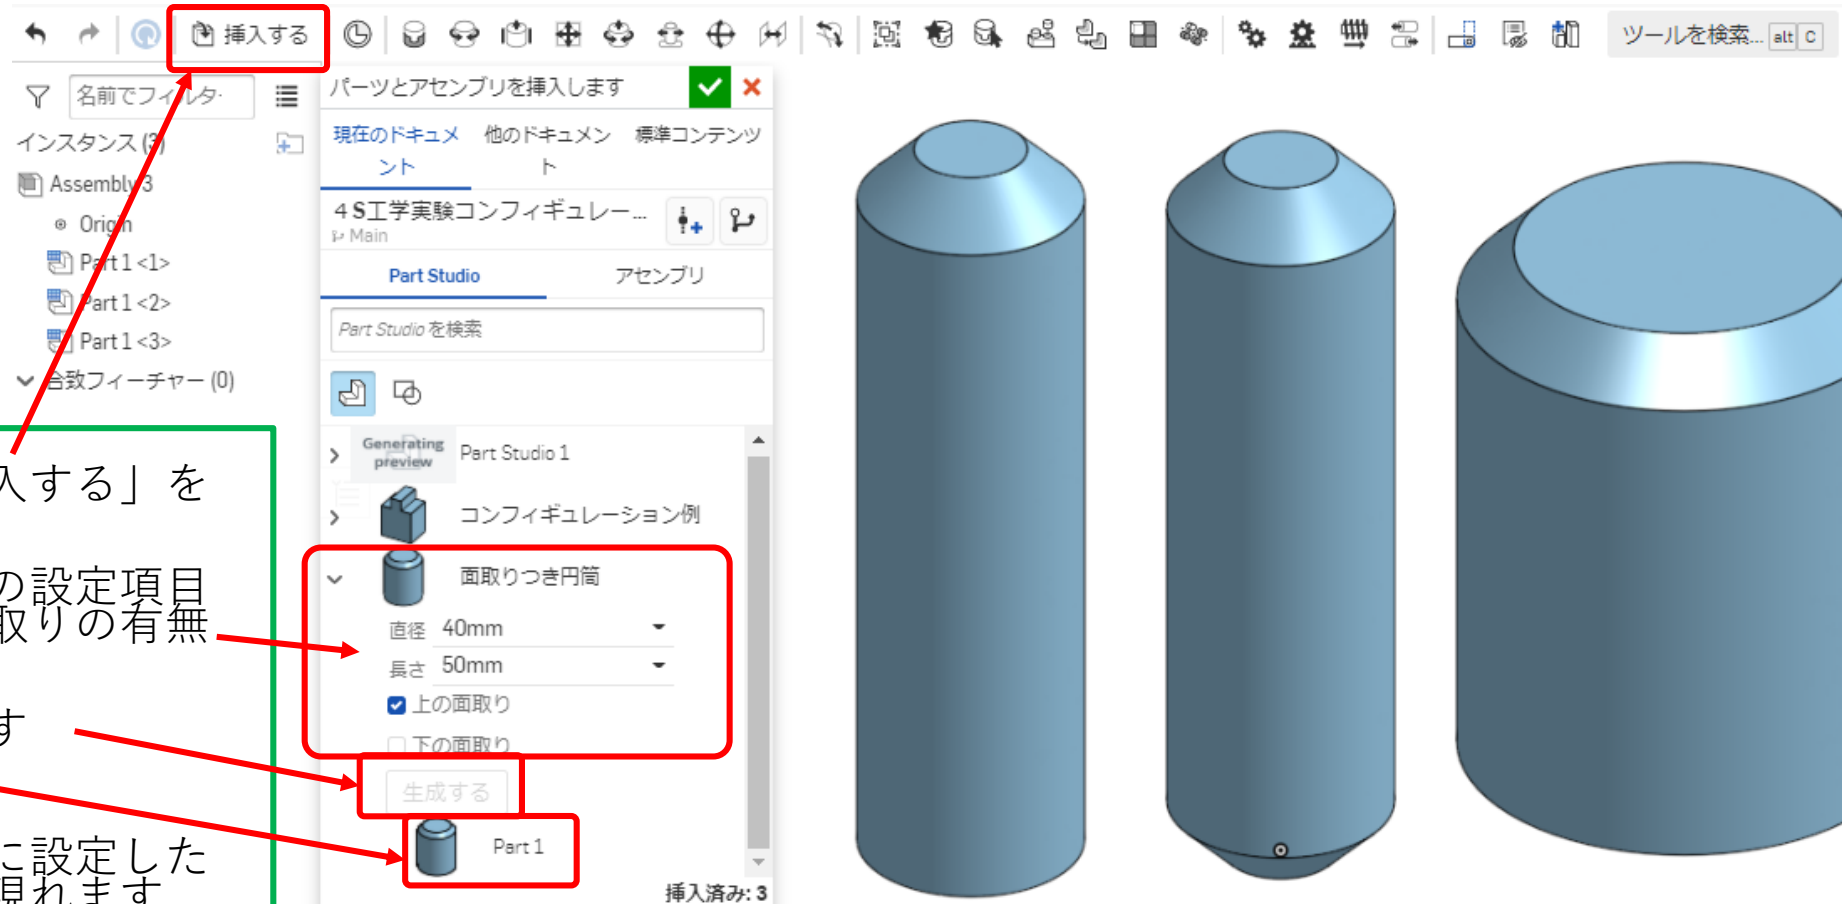 挿入する
ツールを検索... alt C
名前でフィルタ
インスタンス (3)
Assembly 3
Origin
Part 1 <1>
Part 1 <2>
Part 1 <3>
合致フィーチャー (0)
入する」を
の設定項目
取りの有無
す
に設定した
現れます
パーツとアセンブリを挿入します
現在のドキュメント
他のドキュメント
標準コンテンツ
４S工学実験コンフィギュレー...
Main
Part Studio
アセンブリ
Part Studio を検索
Generating preview
Part Studio 1
コンフィギュレーション例
面取りつき円筒
直径 40mm
長さ 50mm
上の面取り
下の面取り
生成する
Part 1
挿入済み: 3